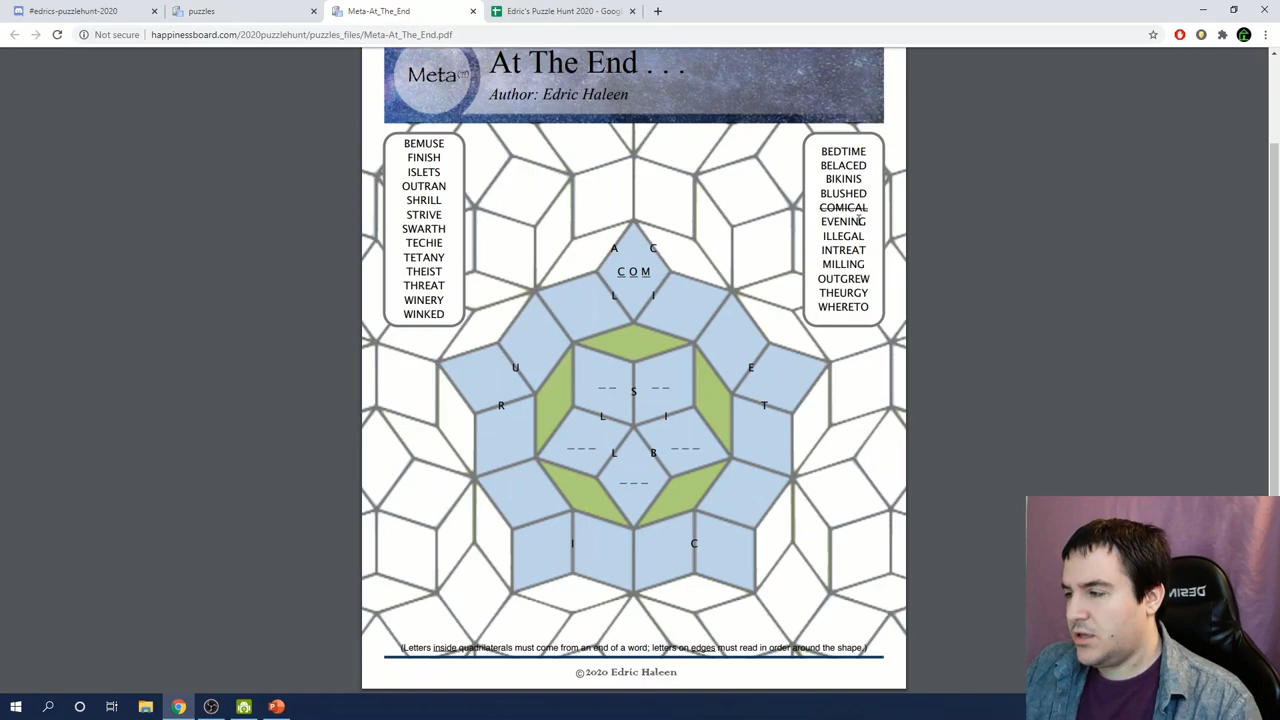 #edrics-puzzlehunt-2020
puzzles
Meta-At_The_End
Edric's Puzzle Hunt 2020 - Googl
Not secure
happinessboard.com/2020puzzlehunt/puzzles_files/Meta-At_The_End.pdf
Meta
At The End . . .
Author: Edric Haleen
BEMUSE
FINISH
ISLETS
OUTRAN
SHRILL
STRIVE
SWARTH
TECHIE
TETANY
THEIST
THREAT
WINERY
WINKED
BEDTIME
BELACED
BIKINIS
BLUSHED
COMICAL
EVENING
ILLEGAL
INTREAT
MILLING
OUTGREW
THEURGY
WHERETO
A C
C O M
L I
U E
R T
_ _ S _ _
L I
_ _ _ L B _ _ _
_ _ _
I C
(Letters inside quadrilaterals must come from an end of a word; letters on edges must read in order around the shape.)
©2020 Edric Haleen